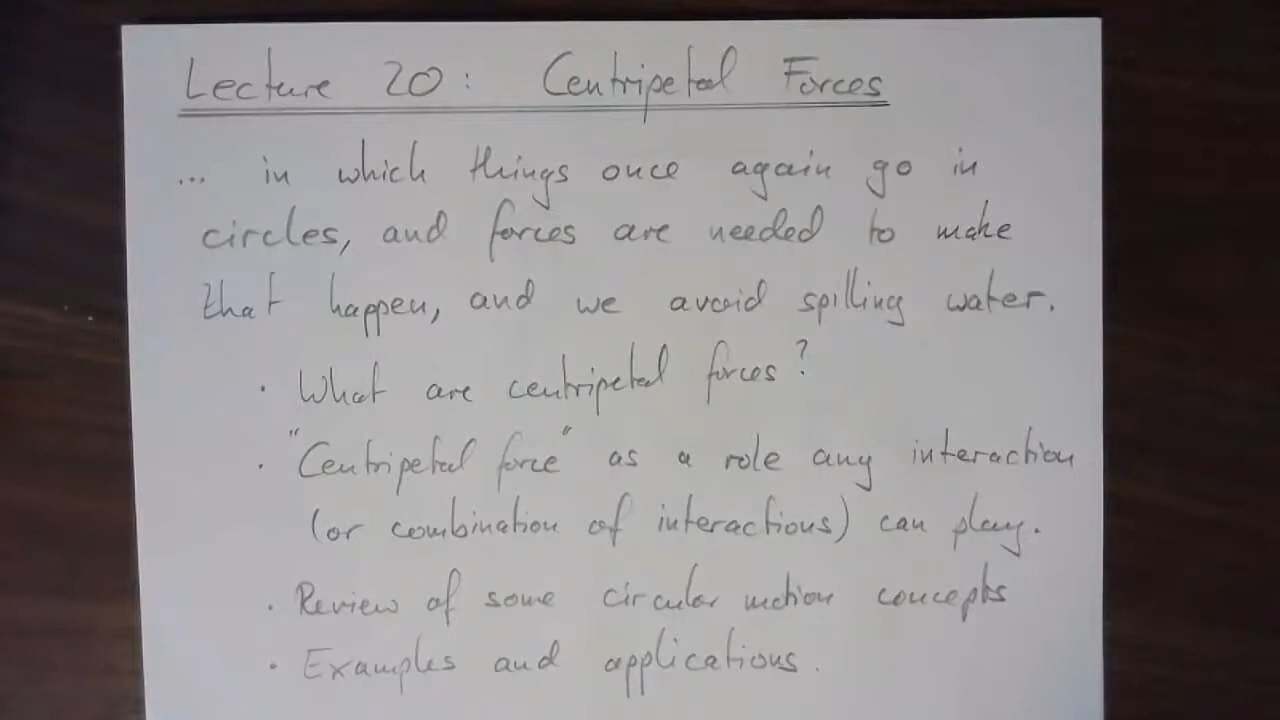 Lecture 20: Centripetal Forces
... in which things once again go in
circles, and forces are needed to make
that happen, and we avoid spilling water.
· What are centripetal forces?
· "Centripetal force" as a role any interaction
(or combination of interactions) can play.
· Review of some circular motion concepts
· Examples and applications.